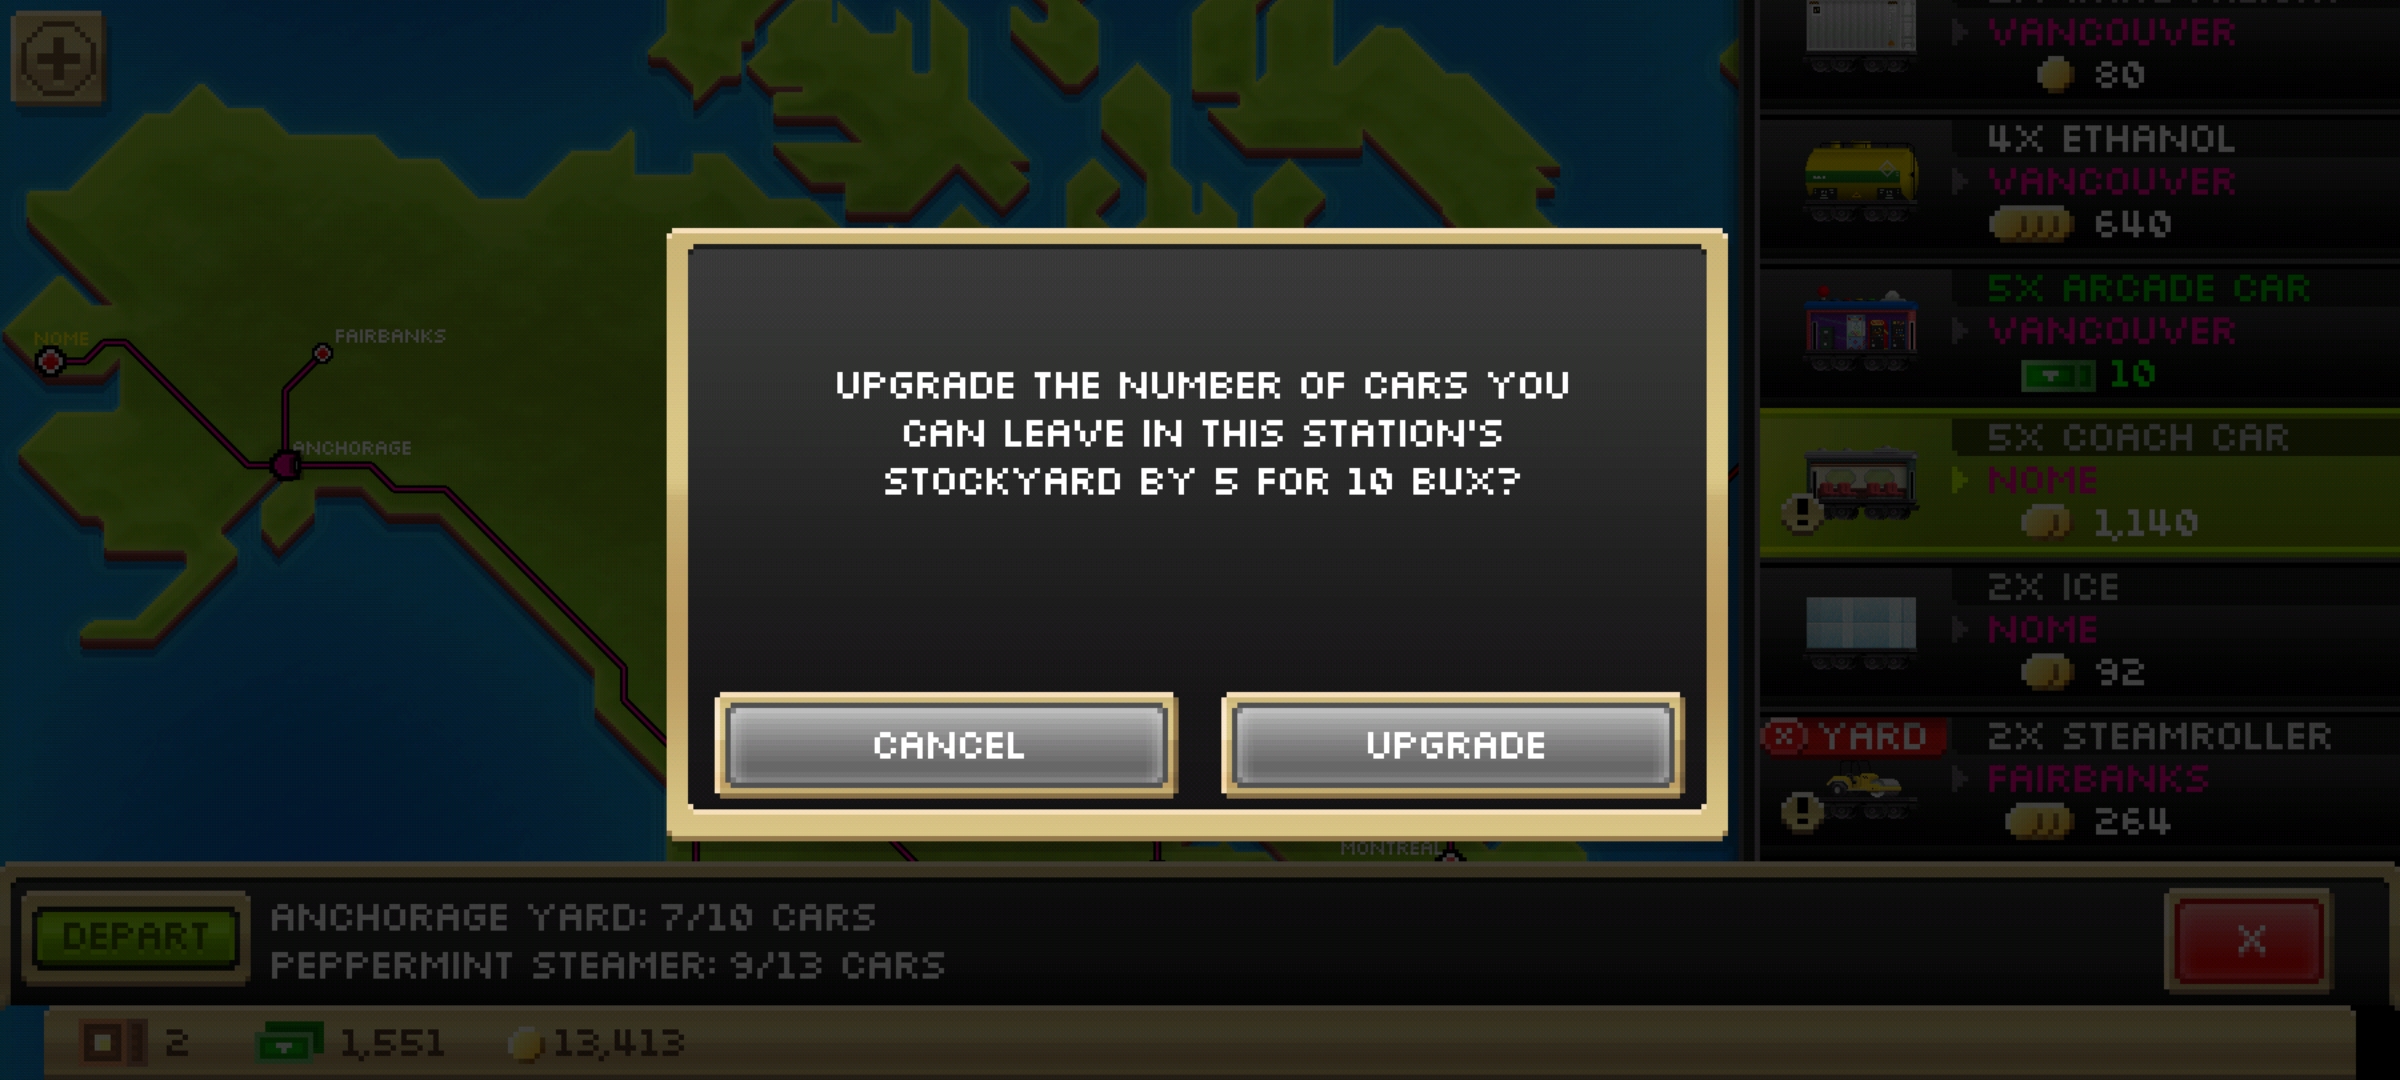 VANCOUVER
80
4X ETHANOL
VANCOUVER
640
5X ARCADE CAR
VANCOUVER
10
5X COACH CAR
NOME
1,140
2X ICE
NOME
92
YARD
2X STEAMROLLER
FAIRBANKS
264
NOME
FAIRBANKS
ANCHORAGE
UPGRADE THE NUMBER OF CARS YOU
CAN LEAVE IN THIS STATION'S
STOCKYARD BY 5 FOR 10 BUX?
CANCEL
UPGRADE
MONTREAL
DEPART
ANCHORAGE YARD: 7/10 CARS
PEPPERMINT STEAMER: 9/13 CARS
X
2
1,551
13,413